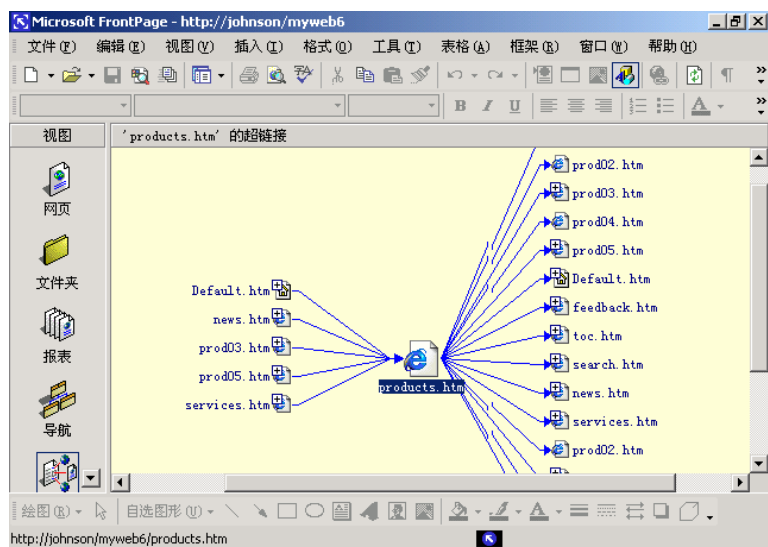 Microsoft FrontPage - http://johnson/myweb6
文件(F) 编辑(E) 视图(V) 插入(I) 格式(O) 工具(T) 表格(A) 框架(R) 窗口(W) 帮助(H)
B I U A
视图 'products.htm' 的超链接
网页
文件夹
报表
导航
Default.htm
news.htm
prod03.htm
prod05.htm
services.htm
products.htm
prod02.htm
prod03.htm
prod04.htm
prod05.htm
Default.htm
feedback.htm
toc.htm
search.htm
news.htm
services.htm
prod02.htm
绘图(R) 自选图形(U) A
http://johnson/myweb6/products.htm